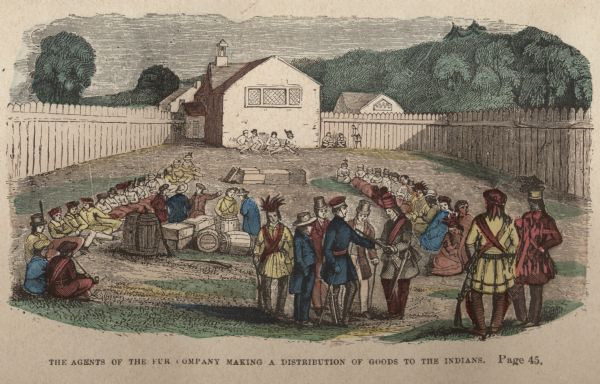 THE AGENTS OF THE FUR COMPANY MAKING A DISTRIBUTION OF GOODS TO THE INDIANS. Page 45.